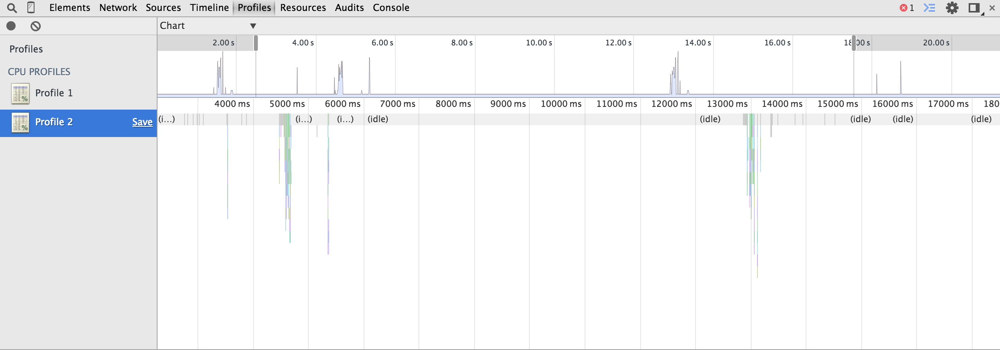 Elements Network Sources Timeline Profiles Resources Audits Console 1
Chart
Profiles
CPU PROFILES
Profile 1
Profile 2 Save
2.00 s 4.00 s 6.00 s 8.00 s 10.00 s 12.00 s 14.00 s 16.00 s 18.00 s 20.00 s
4000 ms 5000 ms 6000 ms 7000 ms 8000 ms 9000 ms 10000 ms 11000 ms 12000 ms 13000 ms 14000 ms 15000 ms 16000 ms 17000 ms 180
(i...) (i...) (i...) (idle) (idle) (idle) (idle) (idle)